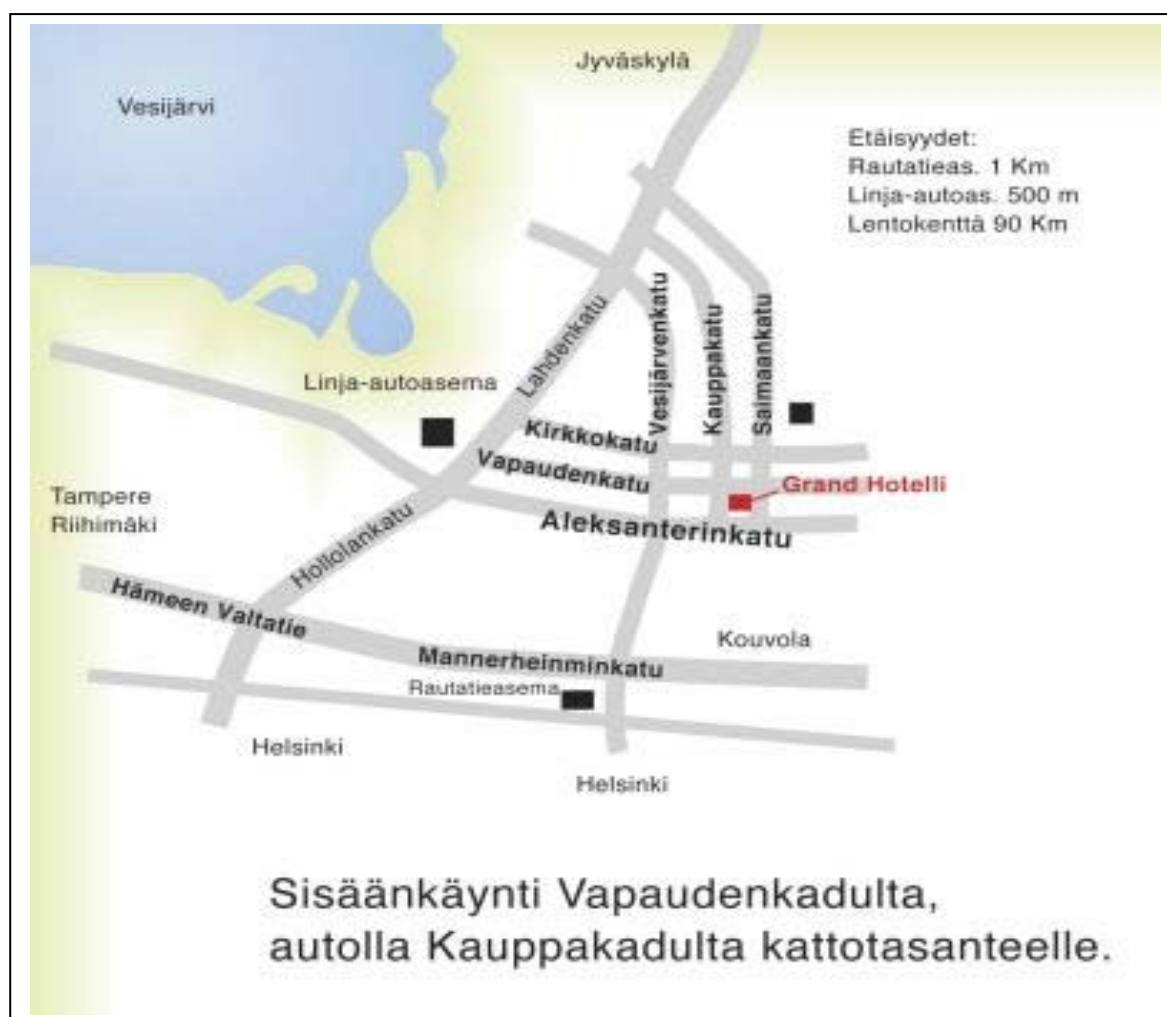 Jyväskylä
Vesijärvi
Etäisyydet:
Rautatieas. 1 Km
Linja-autoas. 500 m
Lentokenttä 90 Km
Lahdenkatu
Vesijärvenkatu
Kauppakatu
Saimaankatu
Linja-autoasema
Kirkkokatu
Vapaudenkatu
Grand Hotelli
Tampere
Riihimäki
Aleksanterinkatu
Hollolankatu
Hämeen Valtatie
Kouvola
Mannerheinminkatu
Rautatieasema
Helsinki
Helsinki
Sisäänkäynti Vapaudenkadulta,
autolla Kauppakadulta kattotasanteelle.